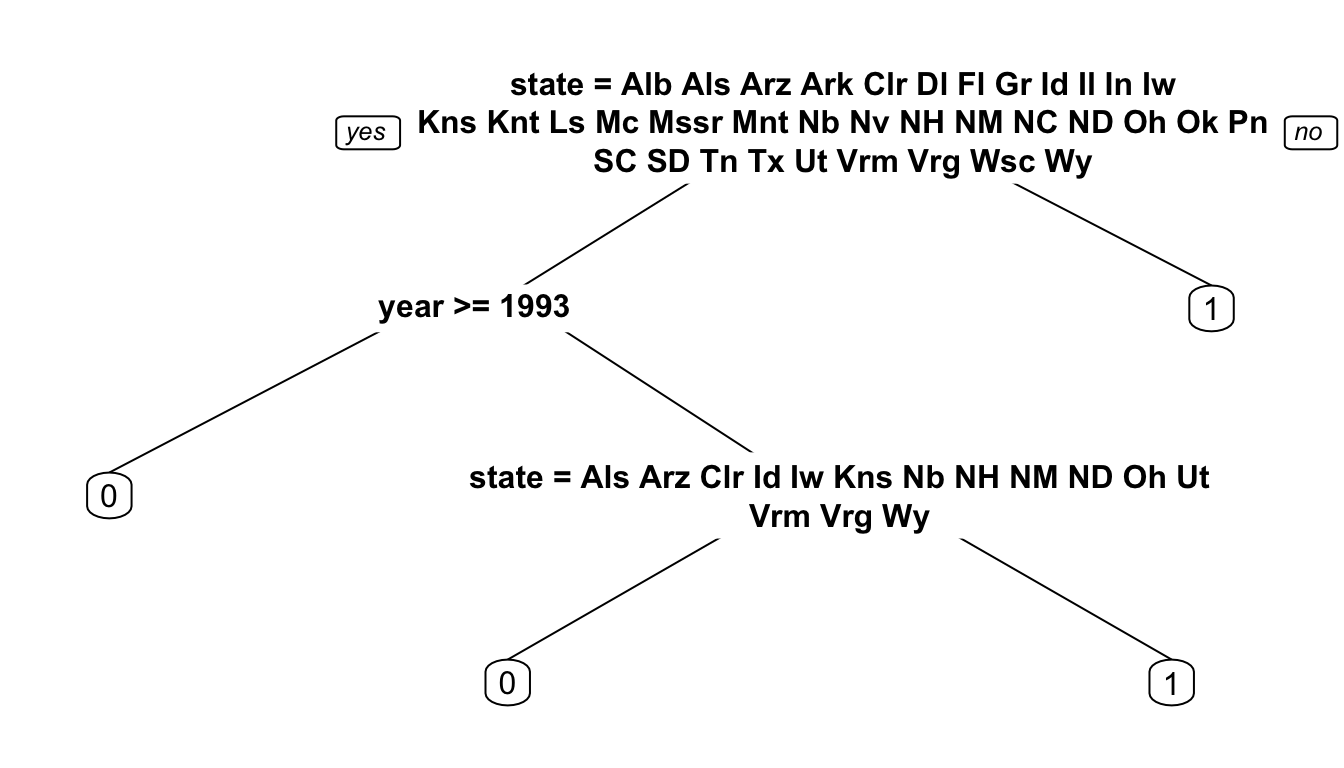 state = Alb Als Arz Ark Clr Dl Fl Gr Id Il In Iw
yes
Kns Knt Ls Mc Mssr Mnt Nb Nv NH NM NC ND Oh Ok Pn
no
SC SD Tn Tx Ut Vrm Vrg Wsc Wy
year >= 1993
1
0
state = Als Arz Clr Id Iw Kns Nb NH NM ND Oh Ut
Vrm Vrg Wy
0
1